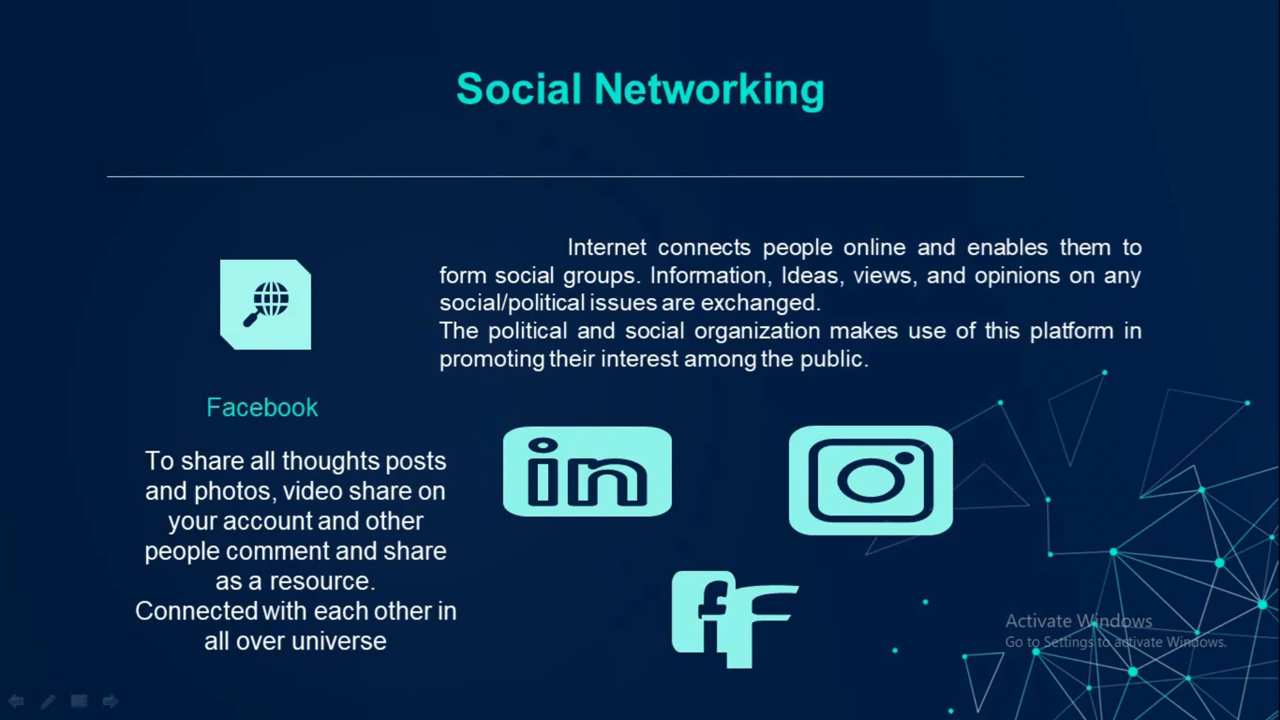 Social Networking
Internet connects people online and enables them to
form social groups. Information, Ideas, views, and opinions on any
social/political issues are exchanged.
The political and social organization makes use of this platform in
promoting their interest among the public.
Facebook
To share all thoughts posts
and photos, video share on
your account and other
people comment and share
as a resource.
Connected with each other in
all over universe
in
f
Activate Windows
Go to Settings to activate Windows.